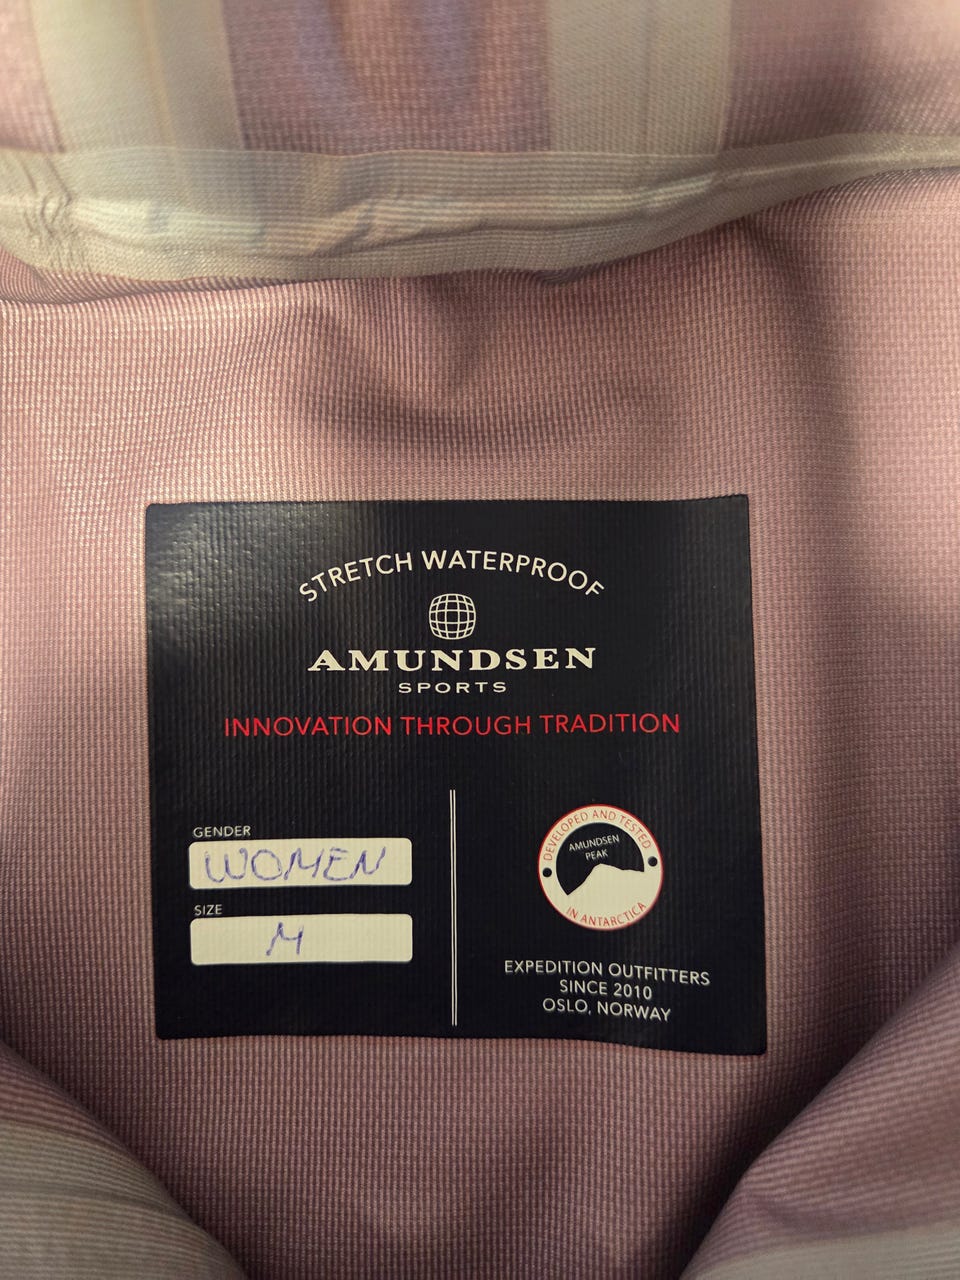 STRETCH WATERPROOF
AMUNDSEN
SPORTS
INNOVATION THROUGH TRADITION
GENDER
WOMEN
SIZE
M
DEVELOPED AND TESTED
AMUNDSEN
PEAK
IN ANTARCTICA
EXPEDITION OUTFITTERS
SINCE 2010
OSLO, NORWAY